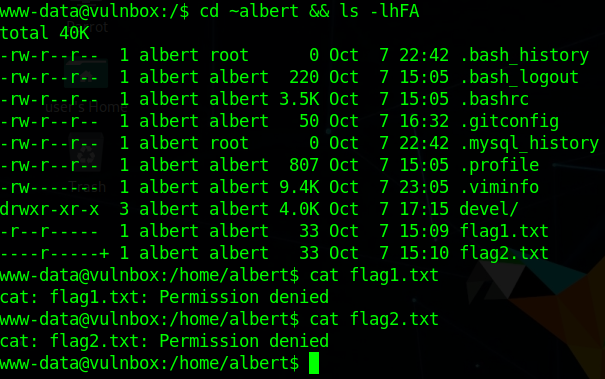 www-data@vulnbox:/$ cd ~albert && ls -lhFA
total 40K
-rw-r--r--  1 albert root      0 Oct  7 22:42 .bash_history
-rw-r--r--  1 albert albert  220 Oct  7 15:05 .bash_logout
-rw-r--r--  1 albert albert 3.5K Oct  7 15:05 .bashrc
-rw-r--r--  1 albert albert   50 Oct  7 16:32 .gitconfig
-rw-r--r--  1 albert root      0 Oct  7 22:42 .mysql_history
-rw-r--r--  1 albert albert  807 Oct  7 15:05 .profile
-rw-------  1 albert albert 9.4K Oct  7 23:05 .viminfo
drwxr-xr-x  3 albert albert 4.0K Oct  7 17:15 devel/
-r--r-----  1 albert albert   33 Oct  7 15:09 flag1.txt
----r-----+ 1 albert albert   33 Oct  7 15:10 flag2.txt
www-data@vulnbox:/home/albert$ cat flag1.txt
cat: flag1.txt: Permission denied
www-data@vulnbox:/home/albert$ cat flag2.txt
cat: flag2.txt: Permission denied
www-data@vulnbox:/home/albert$